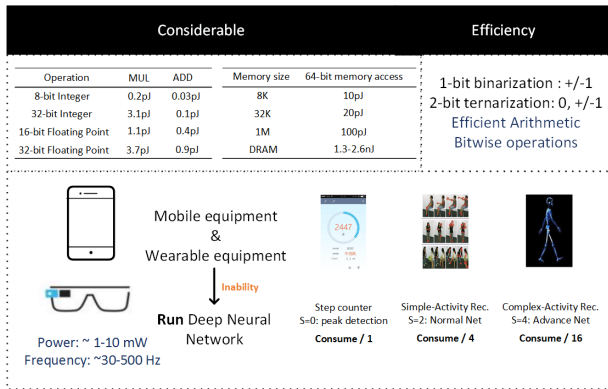 Considerable
Efficiency
Operation MUL ADD
8-bit Integer 0.2pJ 0.03pJ
32-bit Integer 3.1pJ 0.1pJ
16-bit Floating Point 1.1pJ 0.4pJ
32-bit Floating Point 3.7pJ 0.9pJ
Memory size 64-bit memory access
8K 10pJ
32K 20pJ
1M 100pJ
DRAM 1.3-2.6nJ
1-bit binarization : +/-1
2-bit ternarization: 0, +/-1
Efficient Arithmetic
Bitwise operations
Mobile equipment
&
Wearable equipment
Inability
Run Deep Neural
Network
Power: ~ 1-10 mW
Frequency: ~30-500 Hz
2447
Step counter
S=0: peak detection
Consume / 1
Simple-Activity Rec.
S=2: Normal Net
Consume / 4
Complex-Activity Rec.
S=4: Advance Net
Consume / 16